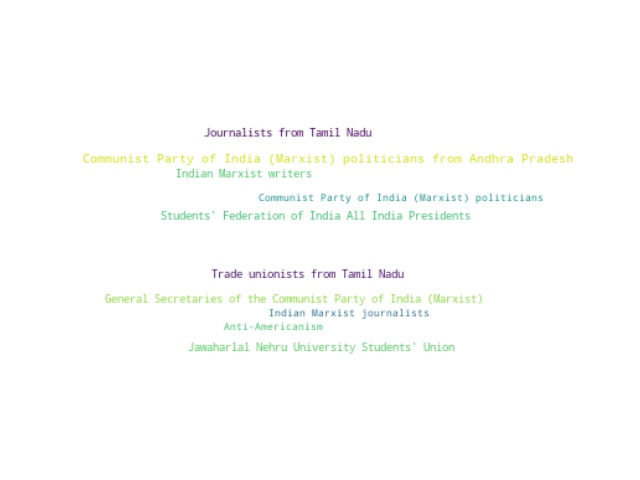 Journalists from Tamil Nadu
Communist Party of India (Marxist) politicians from Andhra Pradesh
Indian Marxist writers
Communist Party of India (Marxist) politicians
Students' Federation of India All India Presidents
Trade unionists from Tamil Nadu
General Secretaries of the Communist Party of India (Marxist)
Indian Marxist journalists
Anti-Americanism
Jawaharlal Nehru University Students' Union